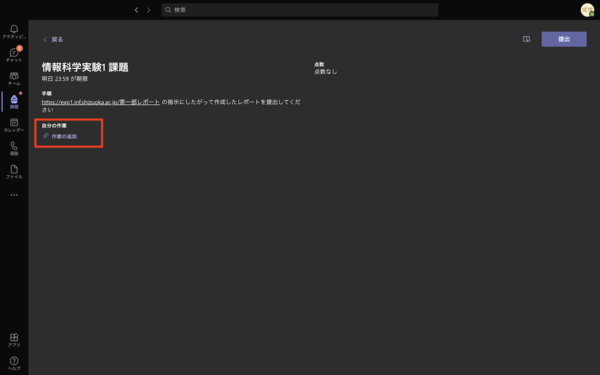 検索
アクティビ...
チャット
チーム
課題
カレンダー
通話
ファイル
アプリ
ヘルプ
戻る
提出
情報科学実験1 課題
明日 23:59 が期限
点数
点数なし
手順
https://exp1.inf.shizuoka.ac.jp/第一部レポート の指示にしたがって作成したレポートを提出してくだ
さい
自分の作業
作業の追加